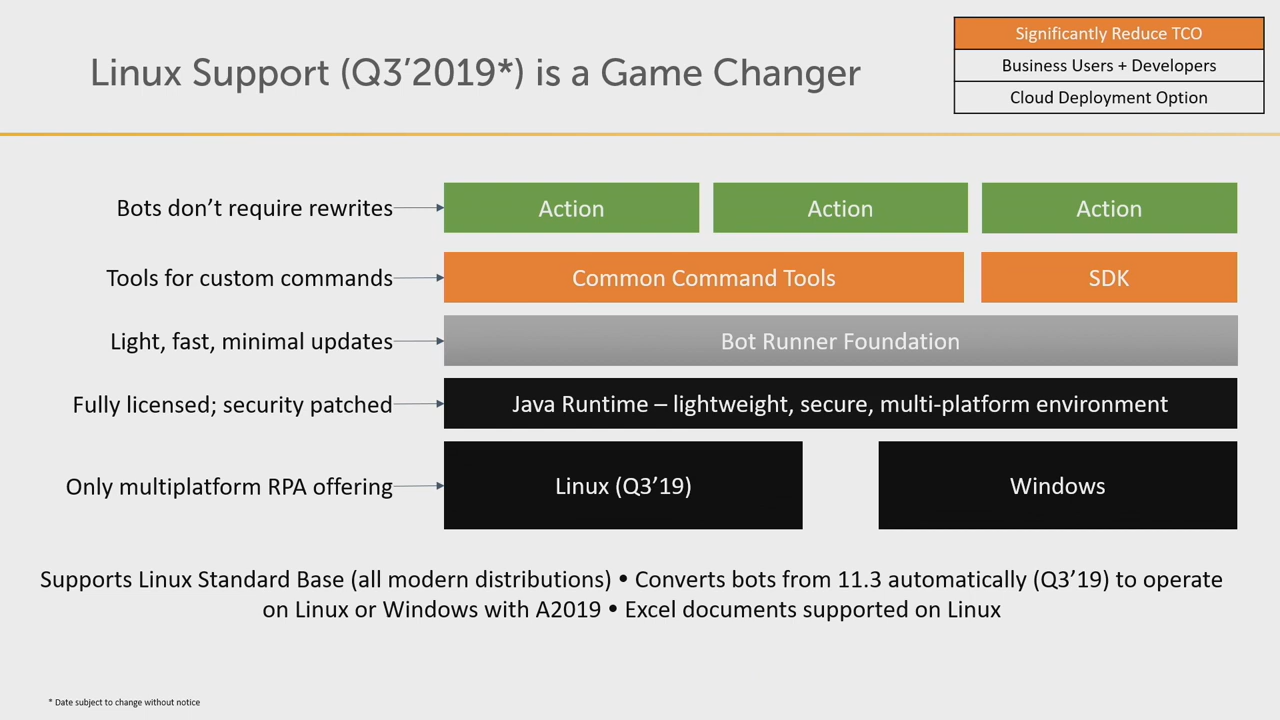 Linux Support (Q3’2019*) is a Game Changer
Significantly Reduce TCO
Business Users + Developers
Cloud Deployment Option
Bots don’t require rewrites
Action
Action
Action
Tools for custom commands
Common Command Tools
SDK
Light, fast, minimal updates
Bot Runner Foundation
Fully licensed; security patched
Java Runtime – lightweight, secure, multi-platform environment
Only multiplatform RPA offering
Linux (Q3’19)
Windows
Supports Linux Standard Base (all modern distributions) • Converts bots from 11.3 automatically (Q3’19) to operate
on Linux or Windows with A2019 • Excel documents supported on Linux
* Date subject to change without notice